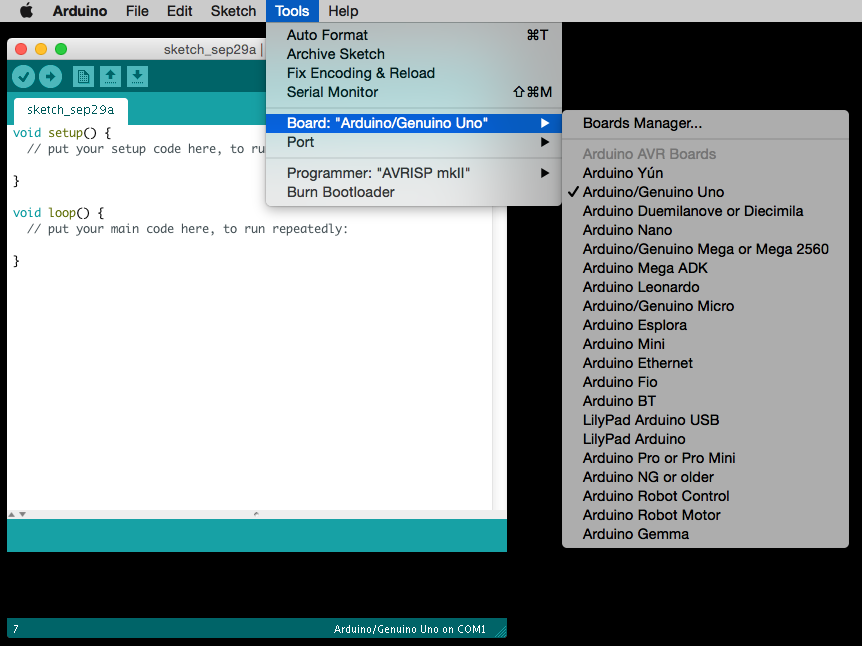 Arduino File Edit Sketch Tools Help
Auto Format ⌘T
Archive Sketch
Fix Encoding & Reload
Serial Monitor ⇧⌘M
Board: "Arduino/Genuino Uno"
Port
Programmer: "AVRISP mkII"
Burn Bootloader
Boards Manager...
Arduino AVR Boards
Arduino Yún
✓ Arduino/Genuino Uno
Arduino Duemilanove or Diecimila
Arduino Nano
Arduino/Genuino Mega or Mega 2560
Arduino Mega ADK
Arduino Leonardo
Arduino/Genuino Micro
Arduino Esplora
Arduino Mini
Arduino Ethernet
Arduino Fio
Arduino BT
LilyPad Arduino USB
LilyPad Arduino
Arduino Pro or Pro Mini
Arduino NG or older
Arduino Robot Control
Arduino Robot Motor
Arduino Gemma
sketch_sep29a |
sketch_sep29a
void setup() {
// put your setup code here, to ru
}
void loop() {
// put your main code here, to run repeatedly:
}
7 Arduino/Genuino Uno on COM1